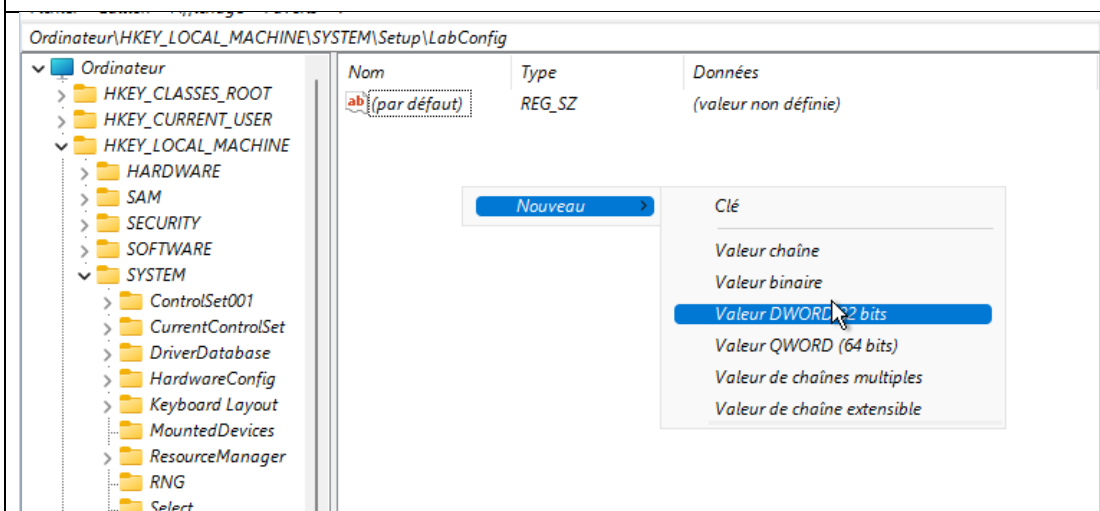 Ordinateur\HKEY_LOCAL_MACHINE\SYSTEM\Setup\LabConfig
Ordinateur
HKEY_CLASSES_ROOT
HKEY_CURRENT_USER
HKEY_LOCAL_MACHINE
HARDWARE
SAM
SECURITY
SOFTWARE
SYSTEM
ControlSet001
CurrentControlSet
DriverDatabase
HardwareConfig
Keyboard Layout
MountedDevices
ResourceManager
RNG
Select
Nom Type Données
ab (par défaut) REG_SZ (valeur non définie)
Nouveau
Clé
Valeur chaîne
Valeur binaire
Valeur DWORD 32 bits
Valeur QWORD (64 bits)
Valeur de chaînes multiples
Valeur de chaîne extensible